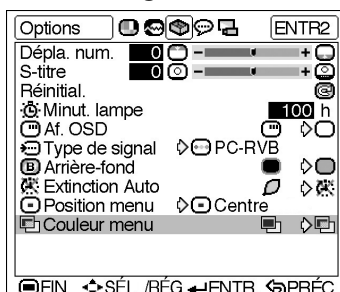 Options ENTR2
Dépla. num. 0 - +
S-titre 0 - +
Réinitial.
Minut. lampe 100 h
Af. OSD
Type de signal PC-RVB
B Arrière-fond
Extinction Auto
Position menu Centre
Couleur menu
FIN SÉL./RÉG ENTR PRÉC